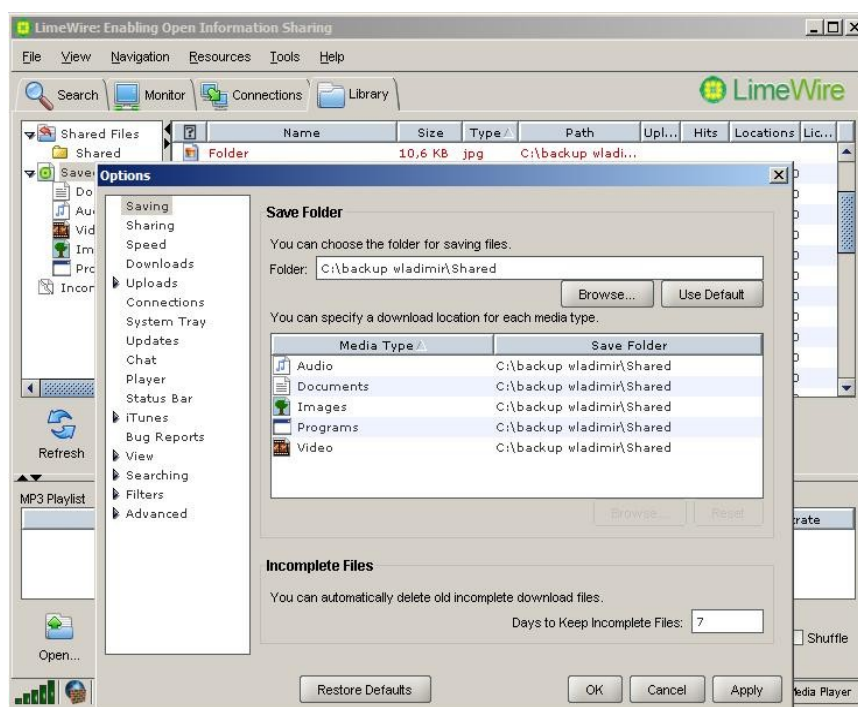 LimeWire: Enabling Open Information Sharing
File View Navigation Resources Tools Help
Search Monitor Connections Library LimeWire
Shared Files ? Name Size Type Path Upl... Hits Locations Lic...
Shared Folder 10,6 KB jpg C:\backup wladi...
Options
Saving
Sharing
Speed
Downloads
Uploads
Connections
System Tray
Updates
Chat
Player
Status Bar
iTunes
Bug Reports
View
Searching
Filters
Advanced
Save Folder
You can choose the folder for saving files.
Folder: C:\backup wladimir\Shared
Browse... Use Default
You can specify a download location for each media type.
Media Type Save Folder
Audio C:\backup wladimir\Shared
Documents C:\backup wladimir\Shared
Images C:\backup wladimir\Shared
Programs C:\backup wladimir\Shared
Video C:\backup wladimir\Shared
Browse... Reset
Incomplete Files
You can automatically delete old incomplete download files.
Days to Keep Incomplete Files: 7
Restore Defaults OK Cancel Apply
Refresh
MP3 Playlist
Open...
Shuffle
Media Player